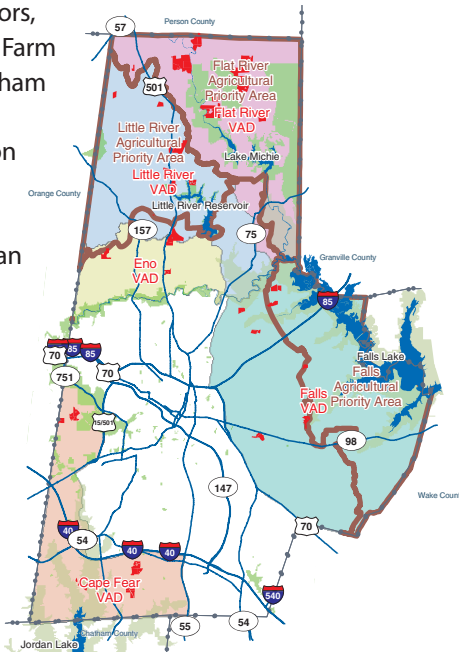 ors,
Farm
ham
on
an
Person County
57
501
Flat River
Agricultural
Priority Area
Flat River
VAD
Little River
Agricultural
Priority Area
Little River
VAD
Lake Michie
Orange County
Little River Reservoir
157
75
Eno
VAD
Granville County
85
85
85
70
70
751
15/501
Falls Lake
Falls
Agricultural
Priority Area
Falls
VAD
98
147
Wake Coun
70
40
54
40
40
Cape Fear
VAD
540
55
54
Chatham County
Jordan Lake